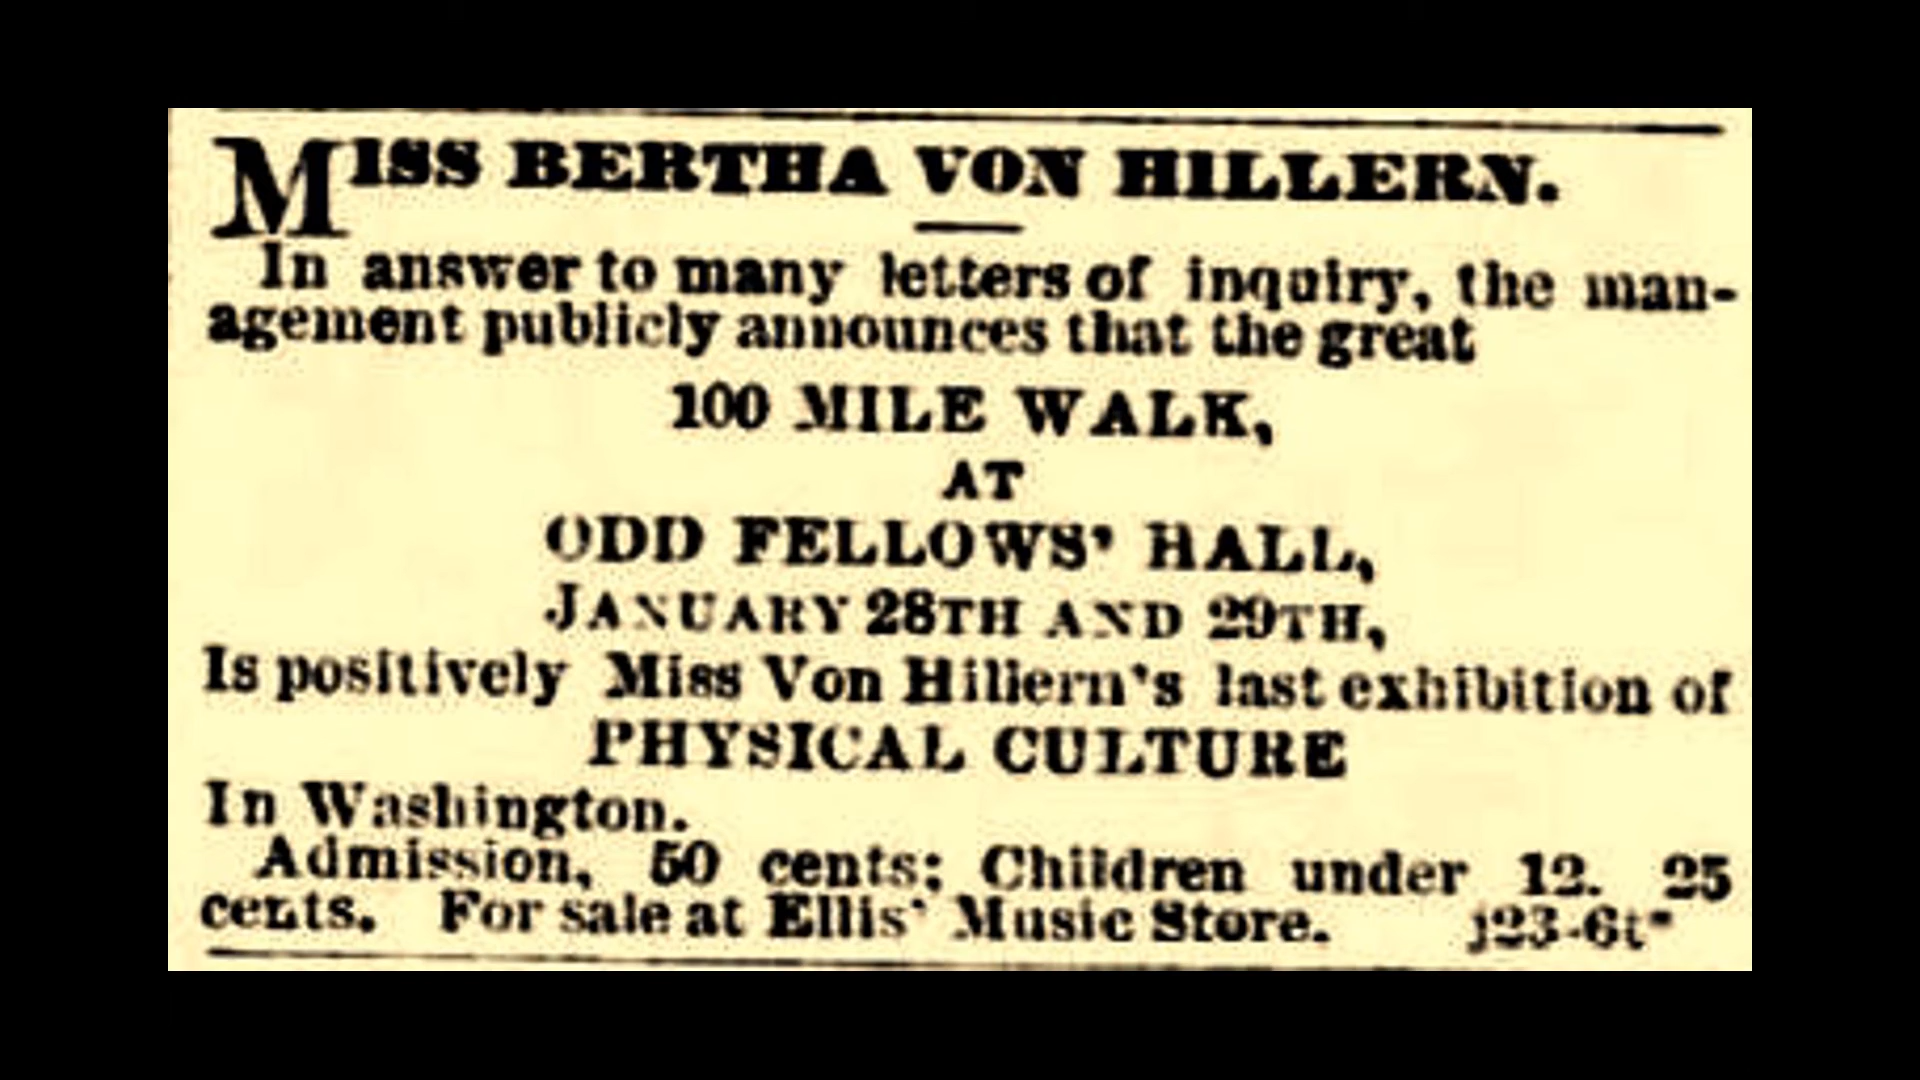 MISS BERTHA VON HILLERN.
In answer to many letters of inquiry, the man-
agement publicly announces that the great
100 MILE WALK,
AT
ODD FELLOWS' HALL,
JANUARY 28TH AND 29TH,
Is positively Miss Von Hillern's last exhibition of
PHYSICAL CULTURE
In Washington.
Admission, 50 cents; Children under 12. 25
cents. For sale at Ellis' Music Store. j23-6t*